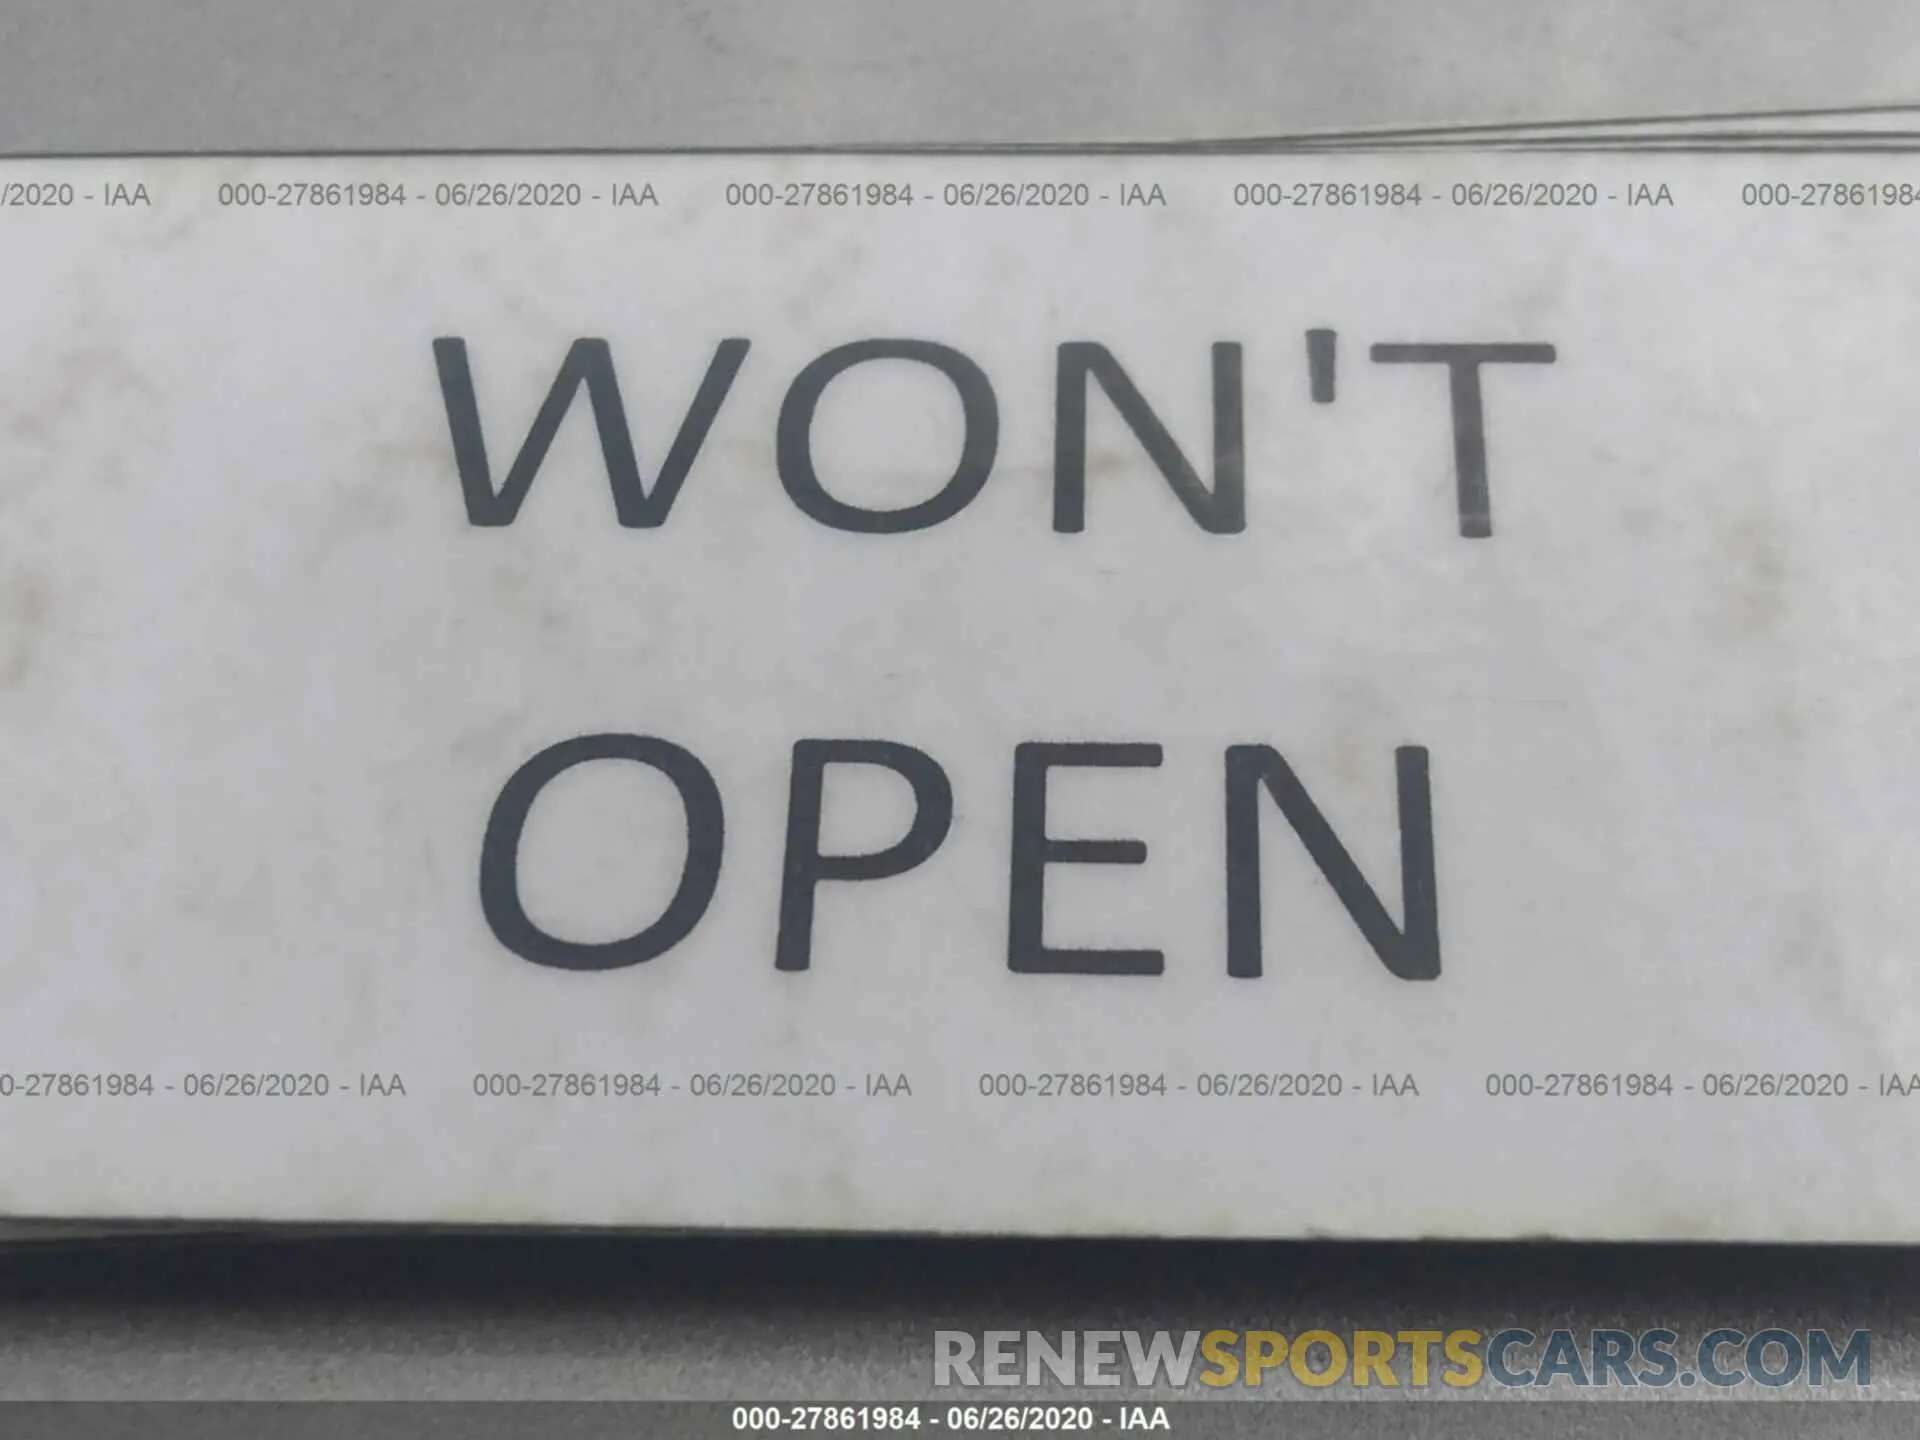 /2020 - IAA 000-27861984 - 06/26/2020 - IAA 000-27861984 - 06/26/2020 - IAA 000-27861984 - 06/26/2020 - IAA 000-2786198
WON'T
OPEN
0-27861984 - 06/26/2020 - IAA 000-27861984 - 06/26/2020 - IAA 000-27861984 - 06/26/2020 - IAA 000-27861984 - 06/26/2020 - IAA
RENEWSPORTSCARS.COM
000-27861984 - 06/26/2020 - IAA